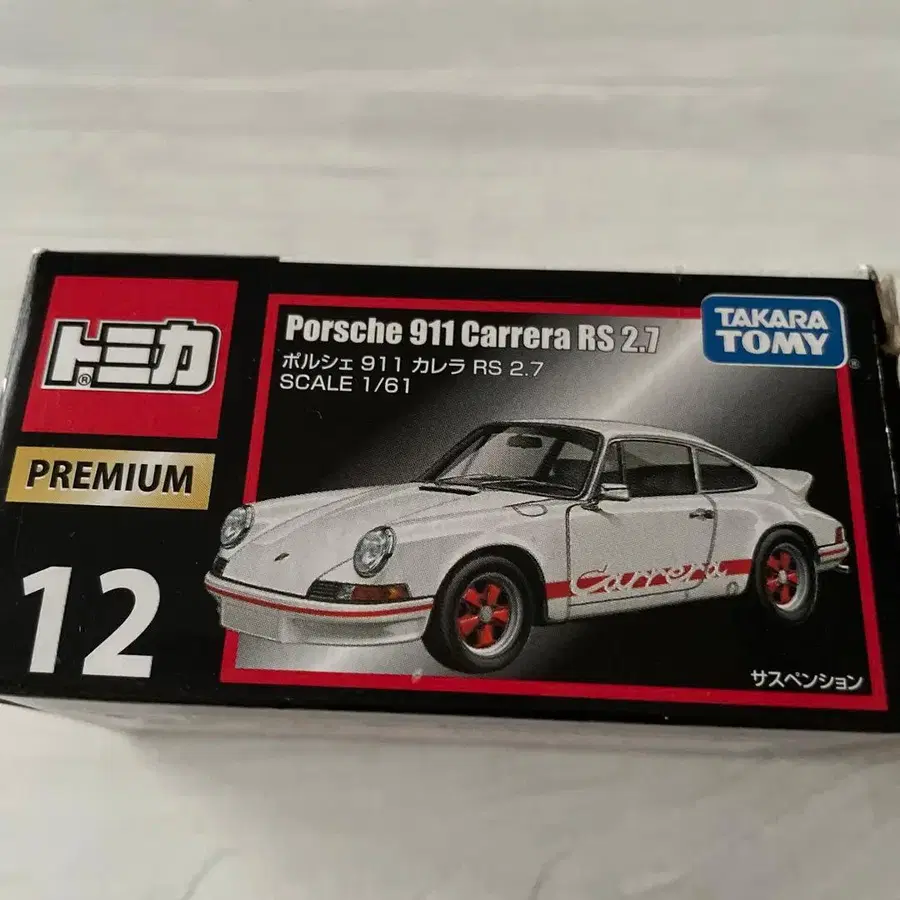 トミカ
®
PREMIUM
12
Porsche 911 Carrera RS 2.7
ポルシェ 911 カレラ RS 2.7
SCALE 1/61
TAKARA
TOMY
®
Carrera
サスペンション